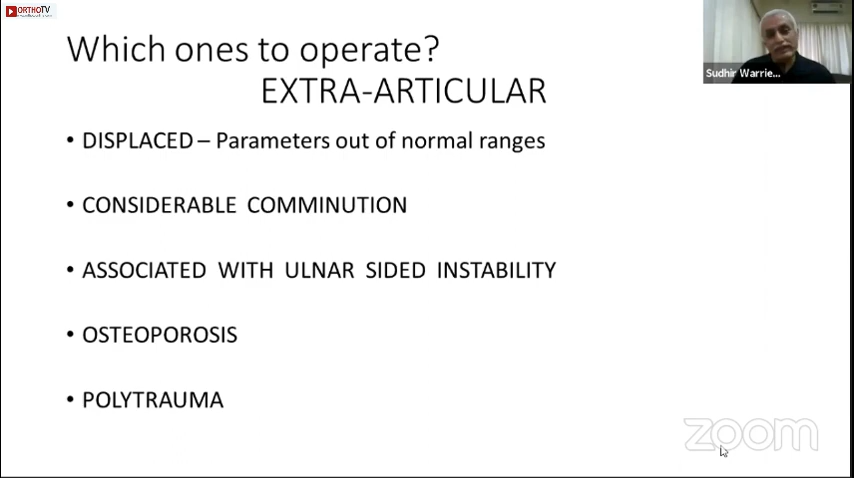 ORTHOTV
Which ones to operate?
EXTRA-ARTICULAR
• DISPLACED – Parameters out of normal ranges
• CONSIDERABLE COMMINUTION
• ASSOCIATED WITH ULNAR SIDED INSTABILITY
• OSTEOPOROSIS
• POLYTRAUMA
Sudhir Warrie...
zoom